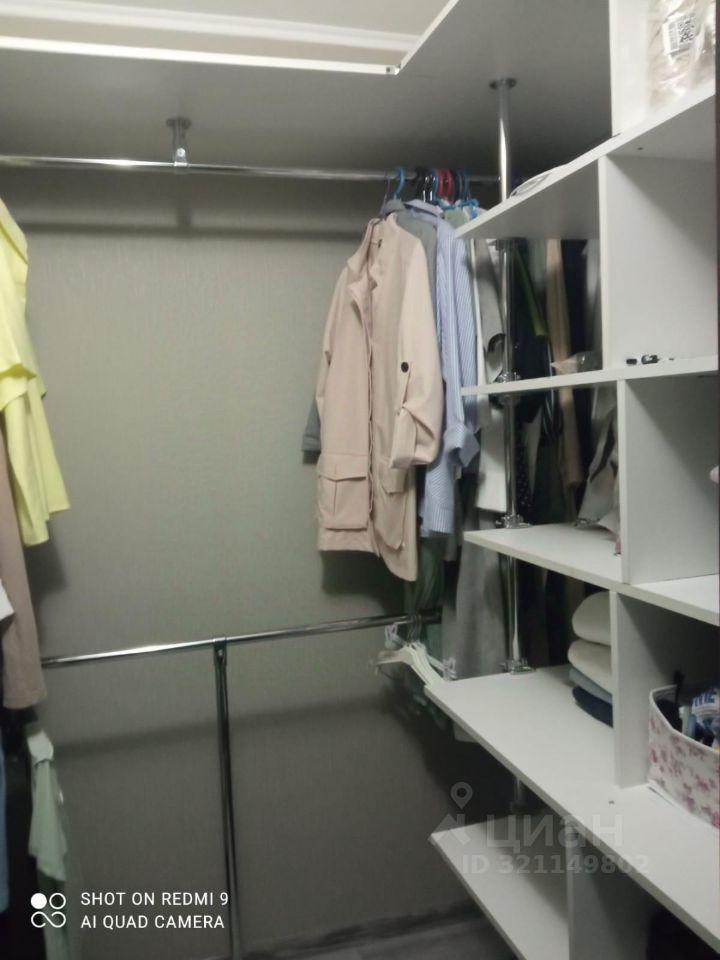 циан
ID 321149802
SHOT ON REDMI 9
AI QUAD CAMERA